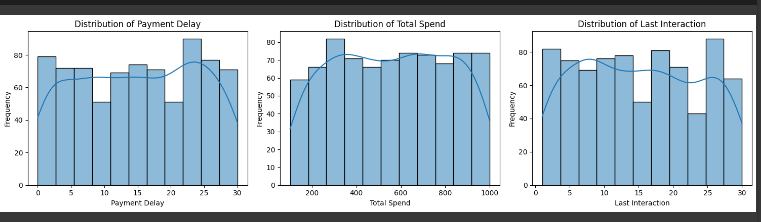 Distribution of Payment Delay
Frequency
80
60
40
20
0
0 5 10 15 20 25 30
Payment Delay
Distribution of Total Spend
Frequency
80
70
60
50
40
30
20
10
0
200 400 600 800 1000
Total Spend
Distribution of Last Interaction
Frequency
80
60
40
20
0
0 5 10 15 20 25 30
Last Interaction